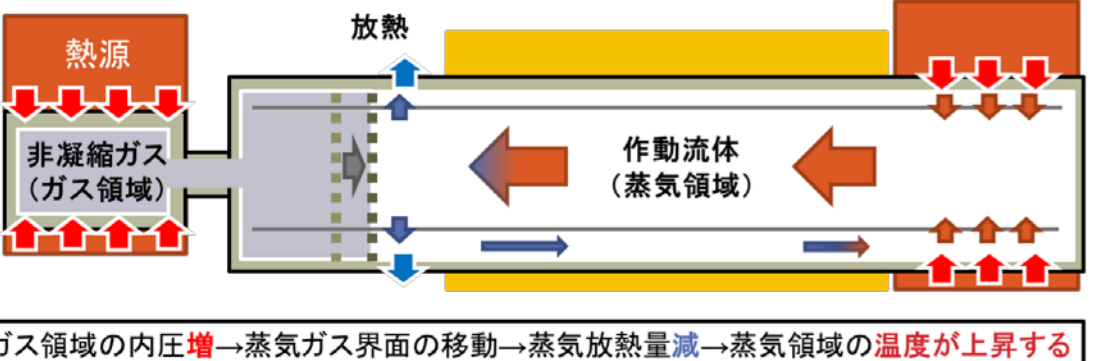 放熱
熱源
非凝縮ガス
(ガス領域)
作動流体
(蒸気領域)
ガス領域の内圧増→蒸気ガス界面の移動→蒸気放熱量減→蒸気領域の温度が上昇する